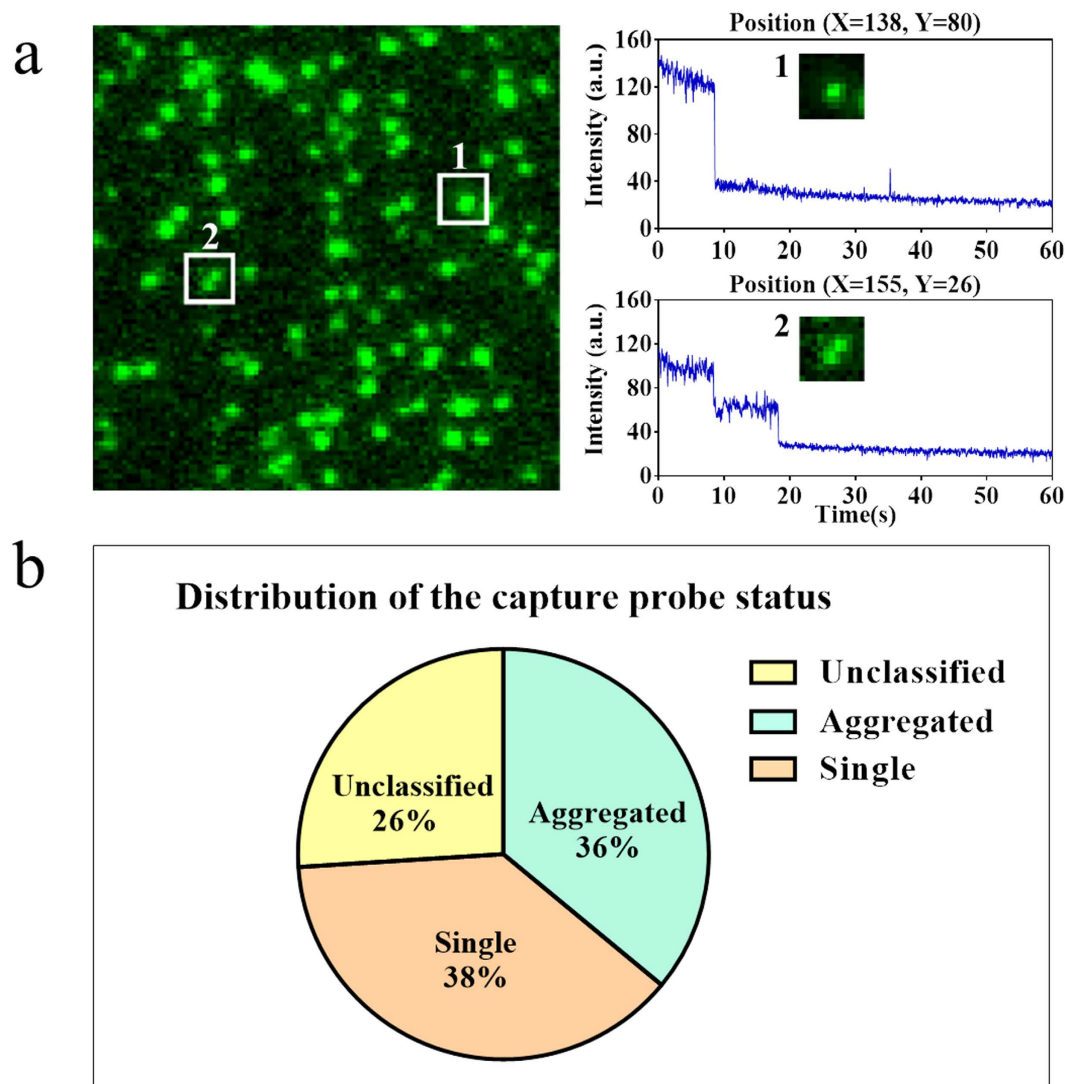 a
1
2
Position (X=138, Y=80)
Intensity (a.u.)
160
120
80
40
0
1
0 10 20 30 40 50 60
Position (X=155, Y=26)
Intensity (a.u.)
160
120
80
40
0
2
0 10 20 30 40 50 60
Time(s)
b
Distribution of the capture probe status
Unclassified
26%
Aggregated
36%
Single
38%
Unclassified
Aggregated
Single